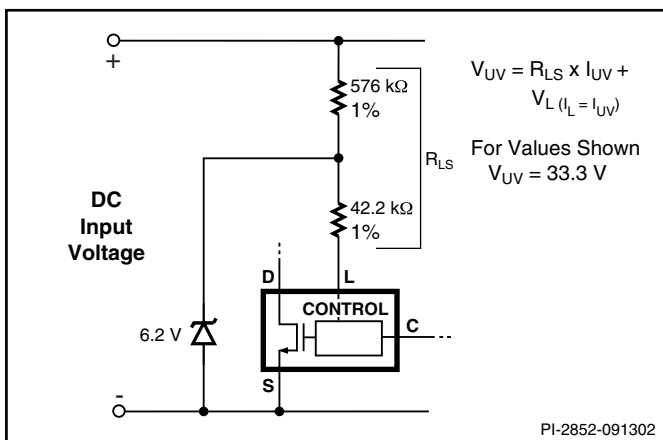 +
576 kΩ
1%
R_LS
V_UV = R_LS x I_UV +
V_L (I_L = I_UV)
For Values Shown
V_UV = 33.3 V
DC
Input
Voltage
42.2 kΩ
1%
D
L
CONTROL
C
6.2 V
S
-
PI-2852-091302